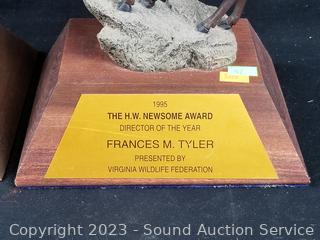 1995
THE H.W. NEWSOME AWARD
DIRECTOR OF THE YEAR
FRANCES M. TYLER
PRESENTED BY
VIRGINIA WILDLIFE FEDERATION
Copyright 2023 - Sound Auction Service